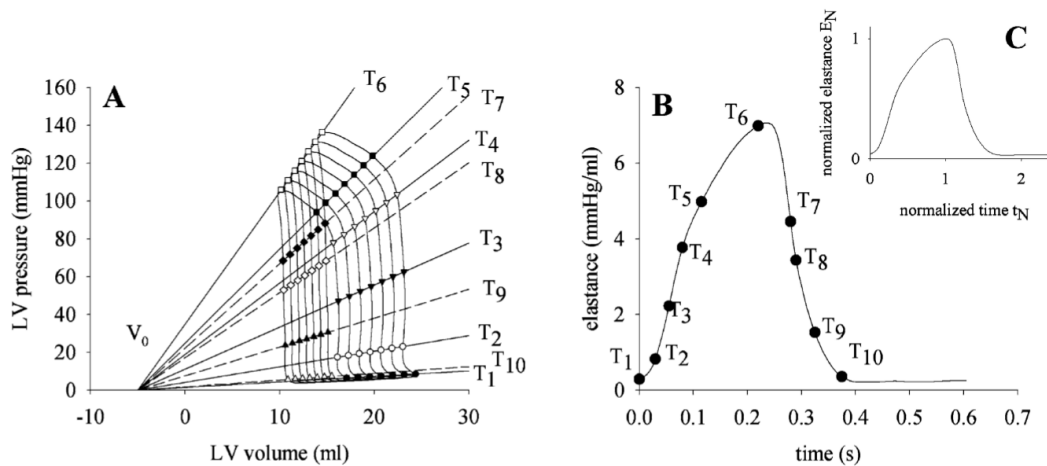 A
LV pressure (mmHg)
160
140
120
100
80
60
40
20
0
-10
0
10
20
30
LV volume (ml)
V0
T6
T5
T7
T4
T8
T3
T9
T2
T10
T1
B
elastance (mmHg/ml)
8
6
4
2
0
0.0
0.1
0.2
0.3
0.4
0.5
0.6
0.7
time (s)
T6
T5
T7
T4
T8
T3
T9
T1
T2
T10
C
normalized elastance EN
1
0
0
1
2
normalized time tN